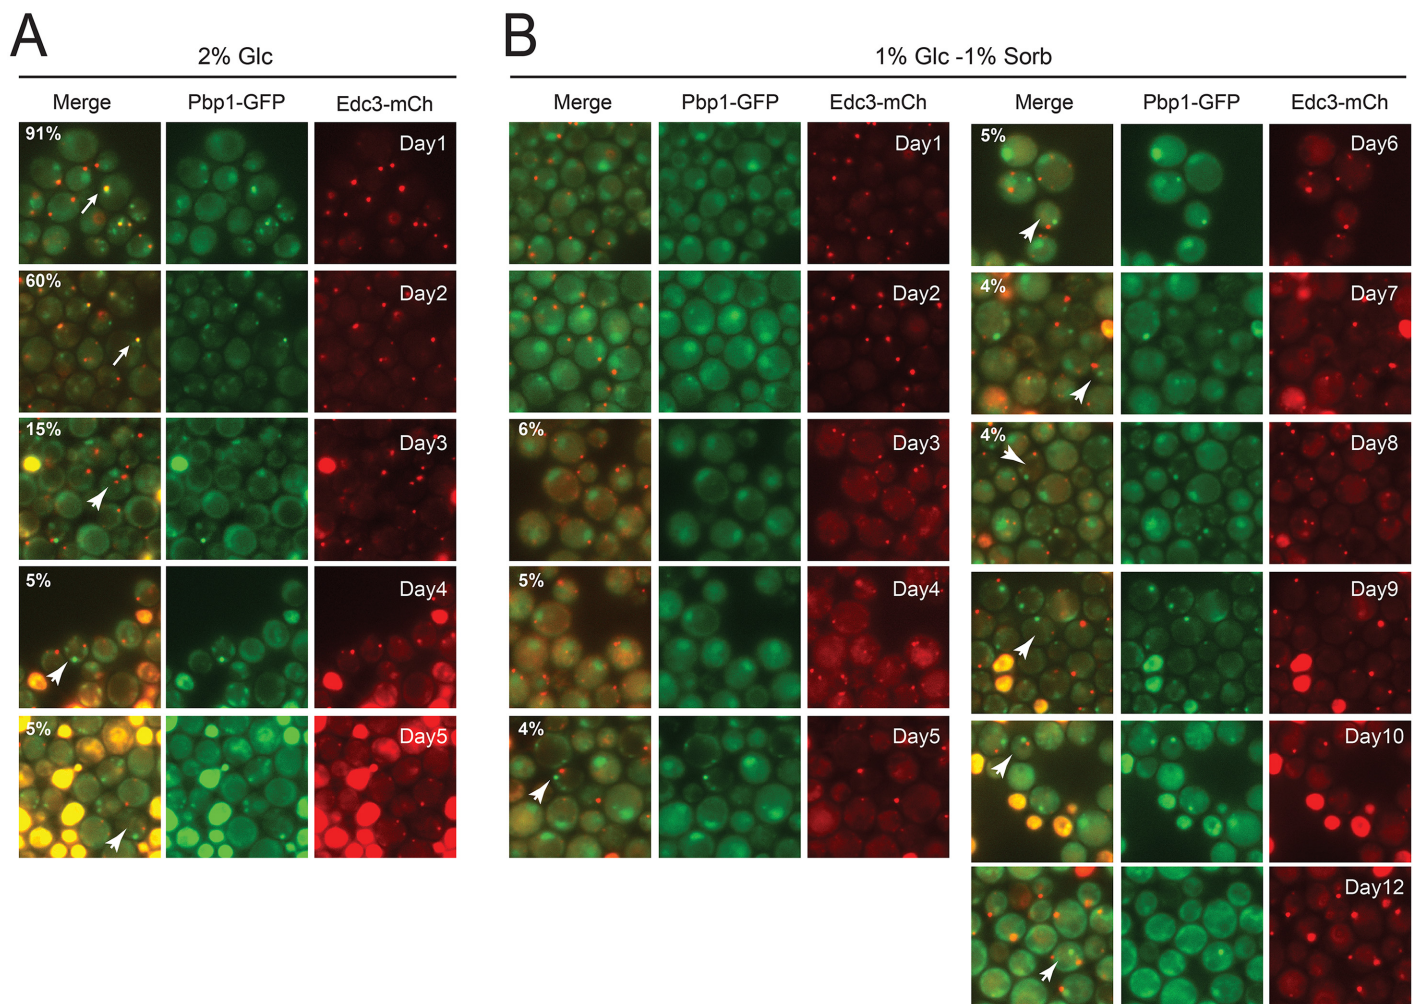 A
2% Glc
Merge Pbp1-GFP Edc3-mCh
91% Day1
60% Day2
15% Day3
5% Day4
5% Day5
B
1% Glc -1% Sorb
Merge Pbp1-GFP Edc3-mCh
Day1
Day2
6% Day3
5% Day4
4% Day5
Merge Pbp1-GFP Edc3-mCh
5% Day6
4% Day7
4% Day8
Day9
Day10
Day12